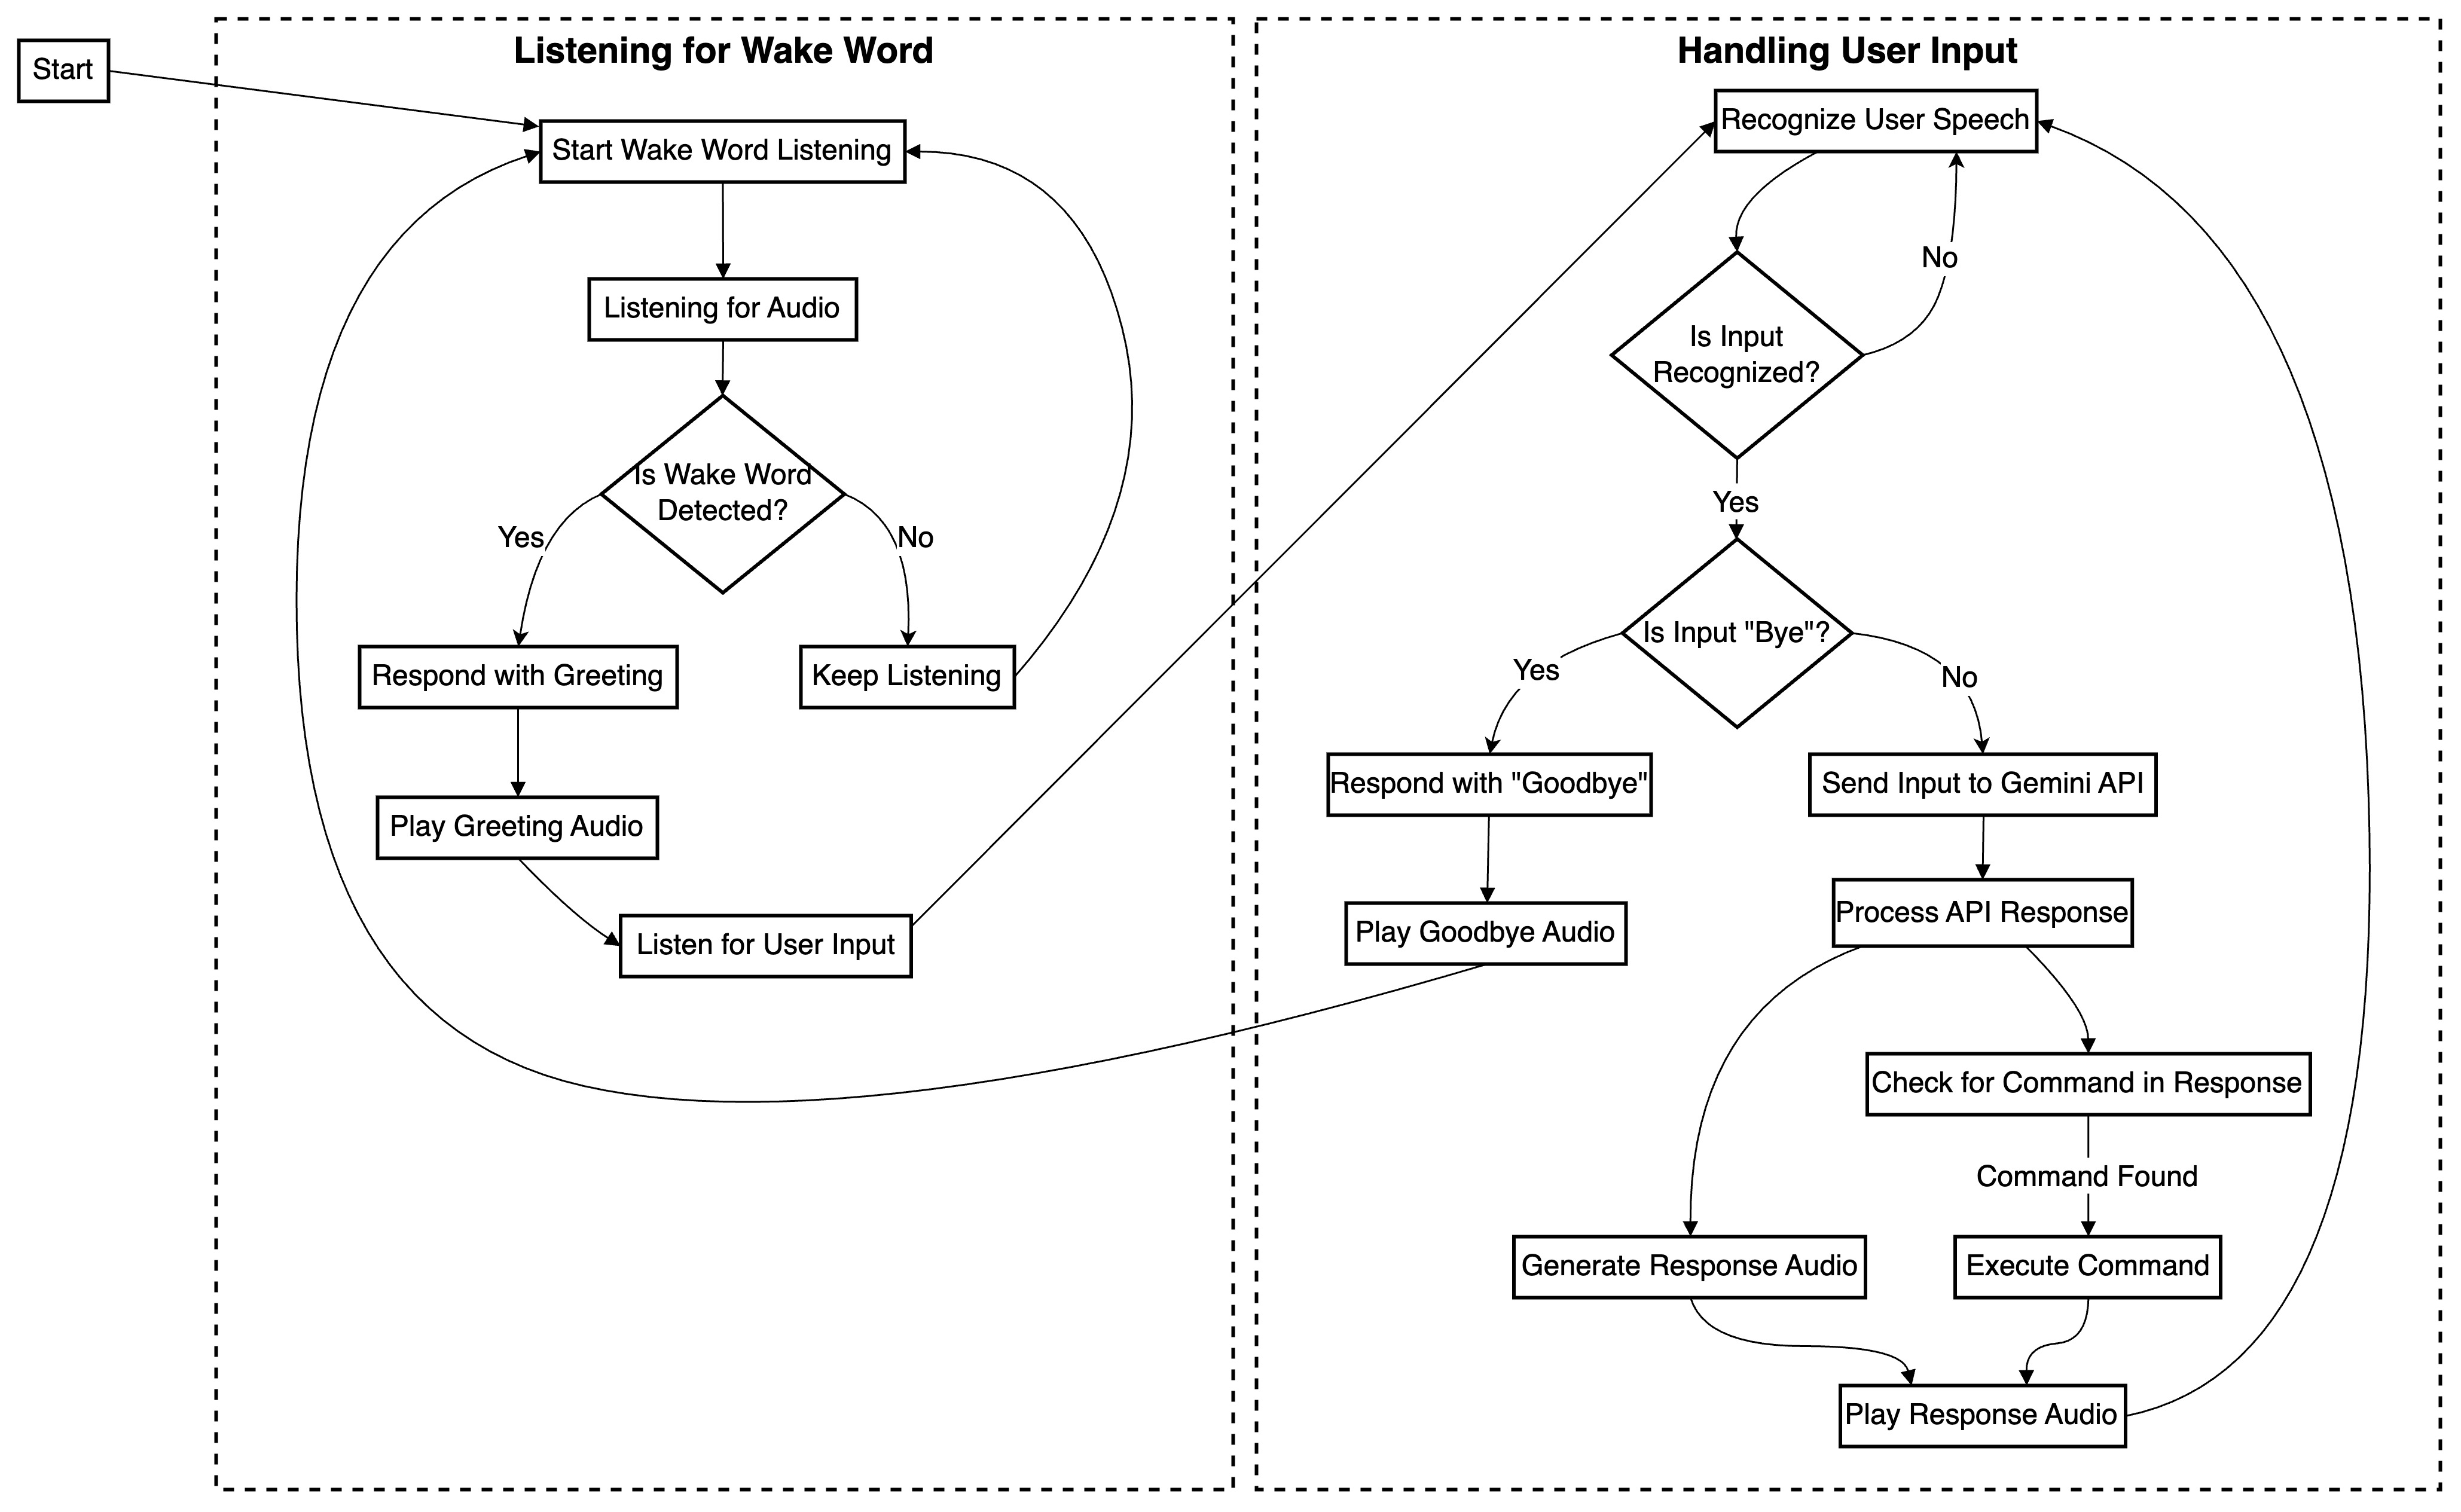 Start
Listening for Wake Word
Start Wake Word Listening
Listening for Audio
Is Wake Word
Detected?
Yes
No
Respond with Greeting
Keep Listening
Play Greeting Audio
Listen for User Input
Handling User Input
Recognize User Speech
No
Is Input
Recognized?
Yes
Is Input "Bye"?
Yes
No
Respond with "Goodbye"
Send Input to Gemini API
Play Goodbye Audio
Process API Response
Check for Command in Response
Command Found
Generate Response Audio
Execute Command
Play Response Audio